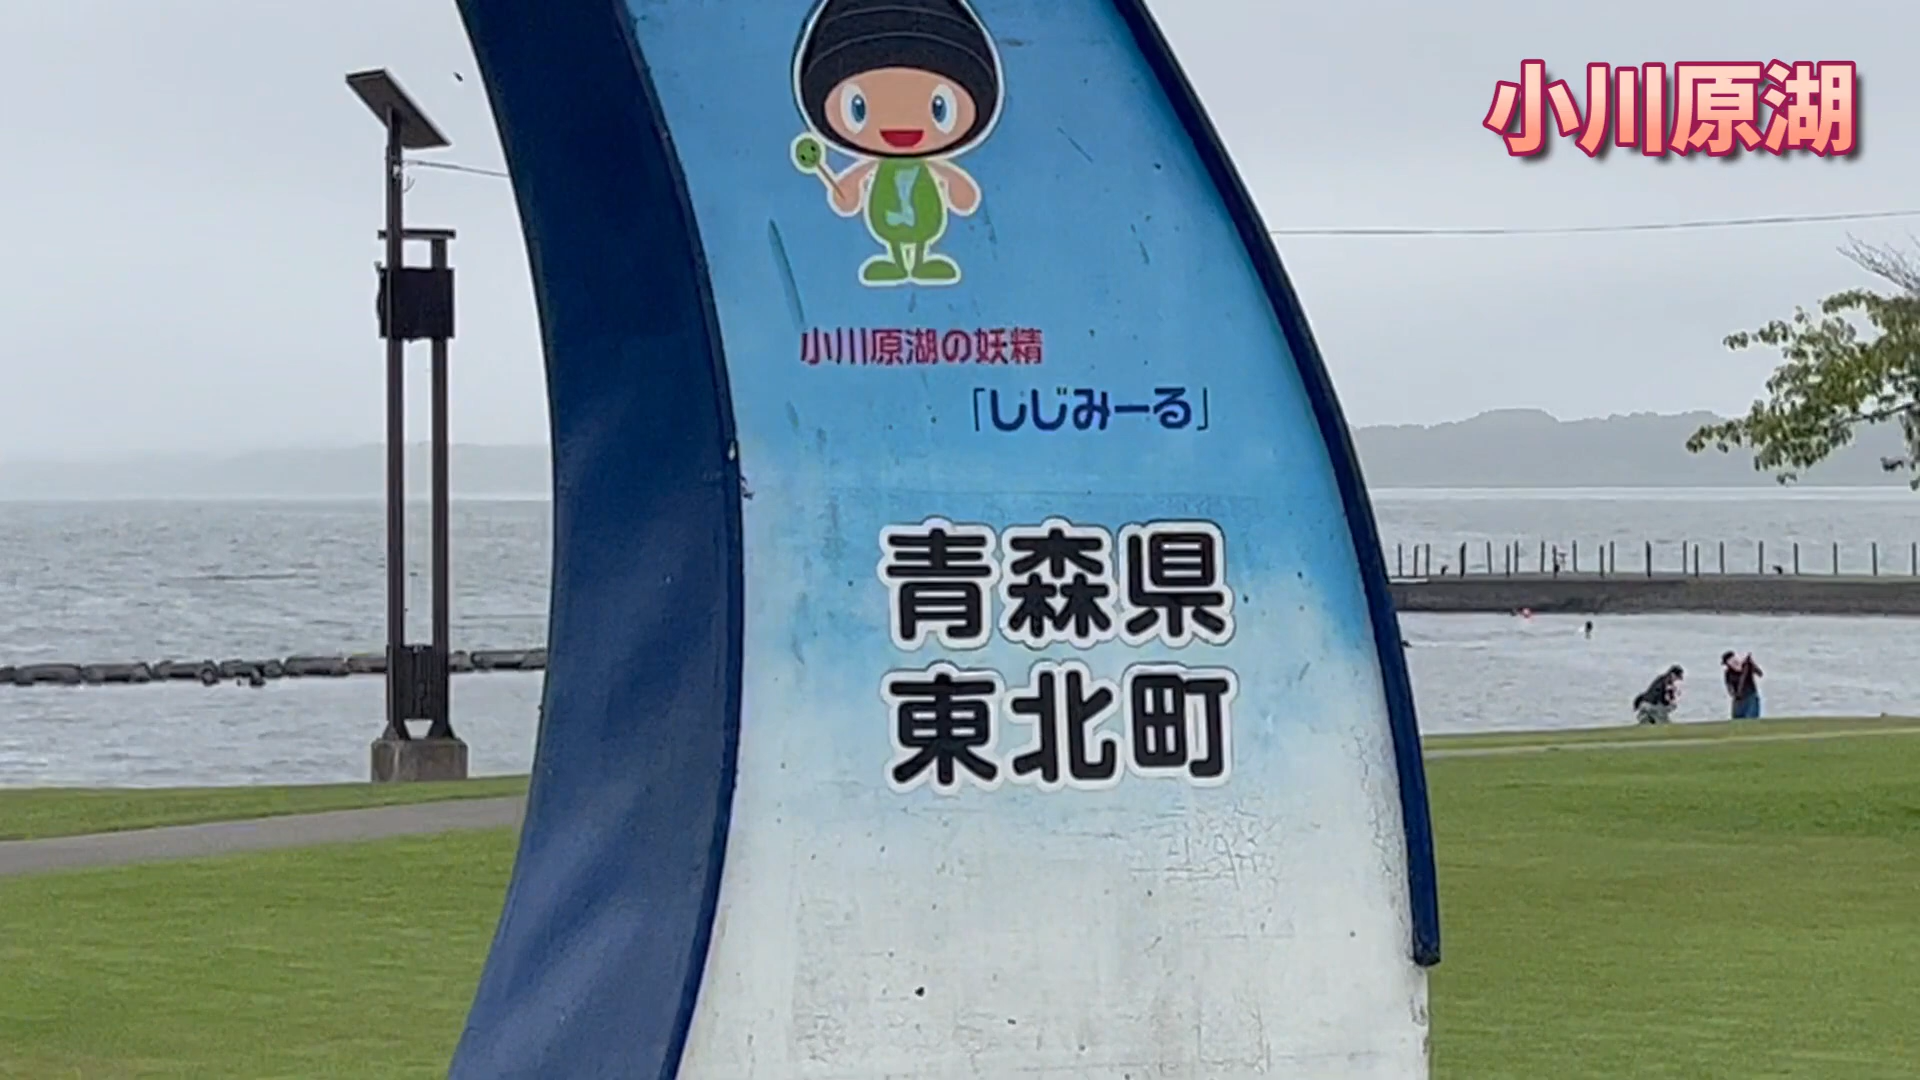 小川原湖
小川原湖の妖精
「しじみーる」
青森県
東北町